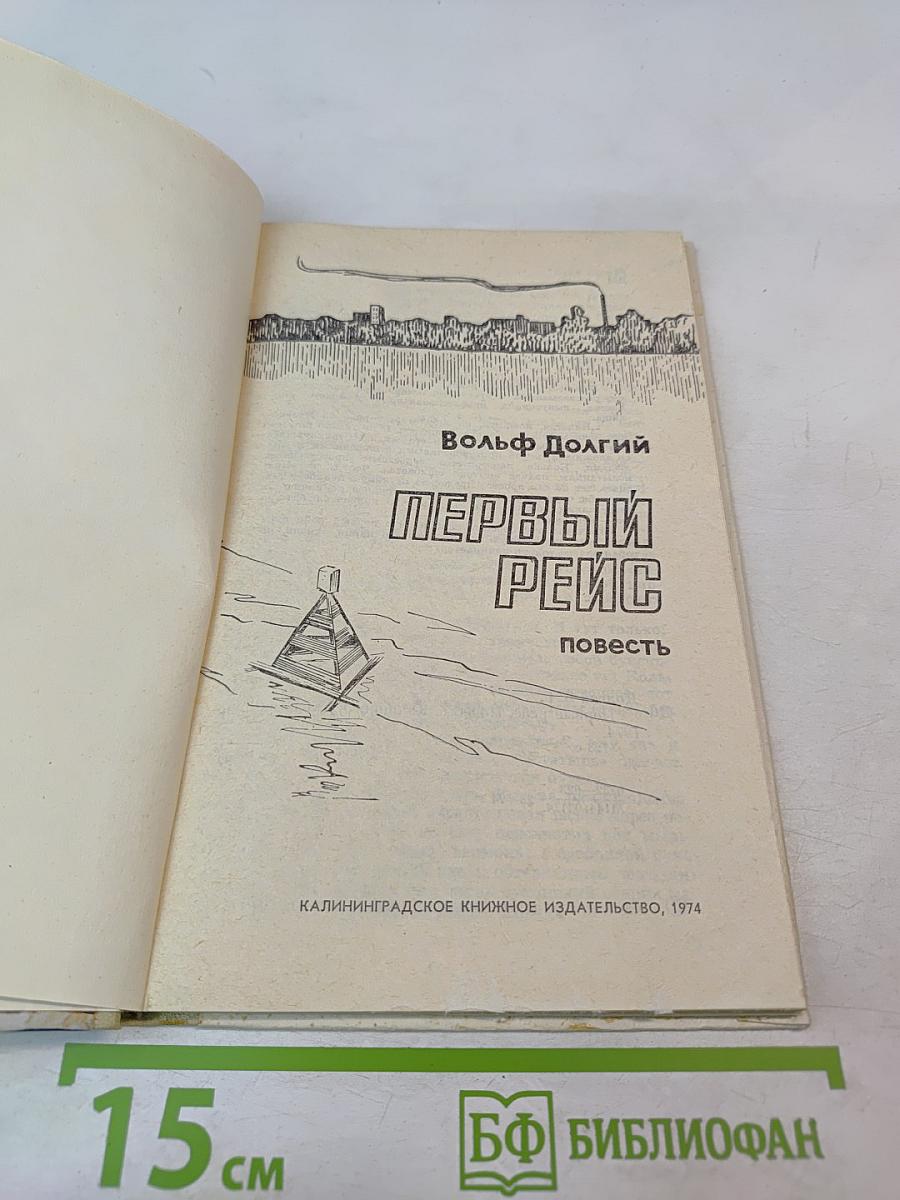 Вольф Долгий
ПЕРВЫЙ
РЕЙС
повесть
КАЛИНИНГРАДСКОЕ КНИЖНОЕ ИЗДАТЕЛЬСТВО, 1974
15 см
БФ БИБЛИОФАН